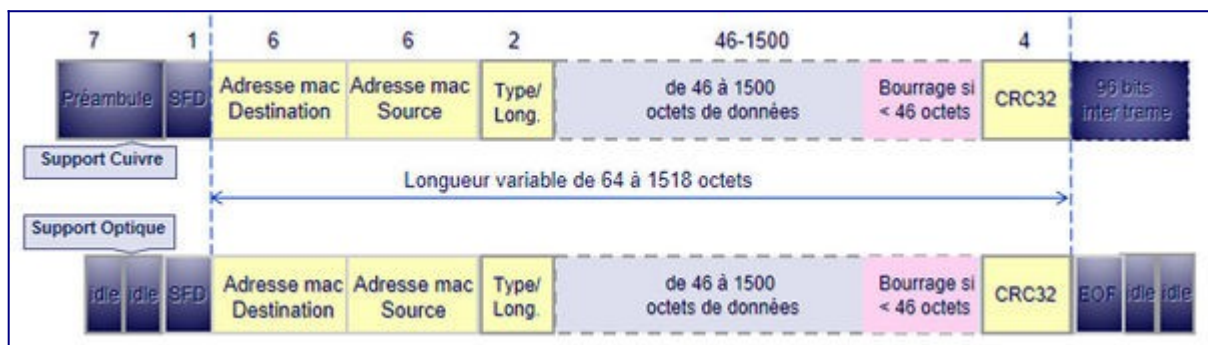 7 1 6 6 2 46-1500 4
Préambule SFD Adresse mac Destination Adresse mac Source Type/ Long. de 46 à 1500 octets de données Bourrage si < 46 octets CRC32 96 bits inter trame
Support Cuivre
Longueur variable de 64 à 1518 octets
Support Optique
idle idle SFD Adresse mac Destination Adresse mac Source Type/ Long. de 46 à 1500 octets de données Bourrage si < 46 octets CRC32 EOF idle idle